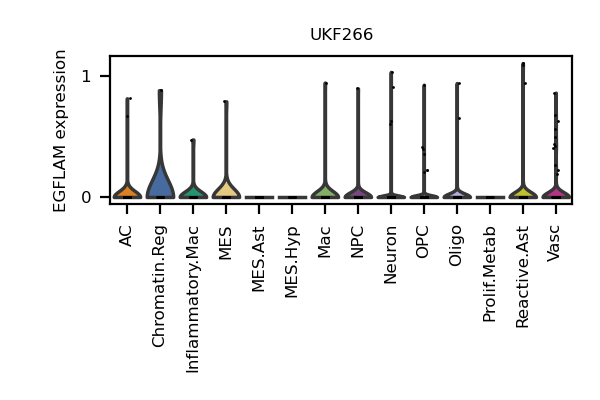 UKF266
EGFLAM expression
1
0
AC
Chromatin.Reg
Inflammatory.Mac
MES
MES.Ast
MES.Hyp
Mac
NPC
Neuron
OPC
Oligo
Prolif.Metab
Reactive.Ast
Vasc